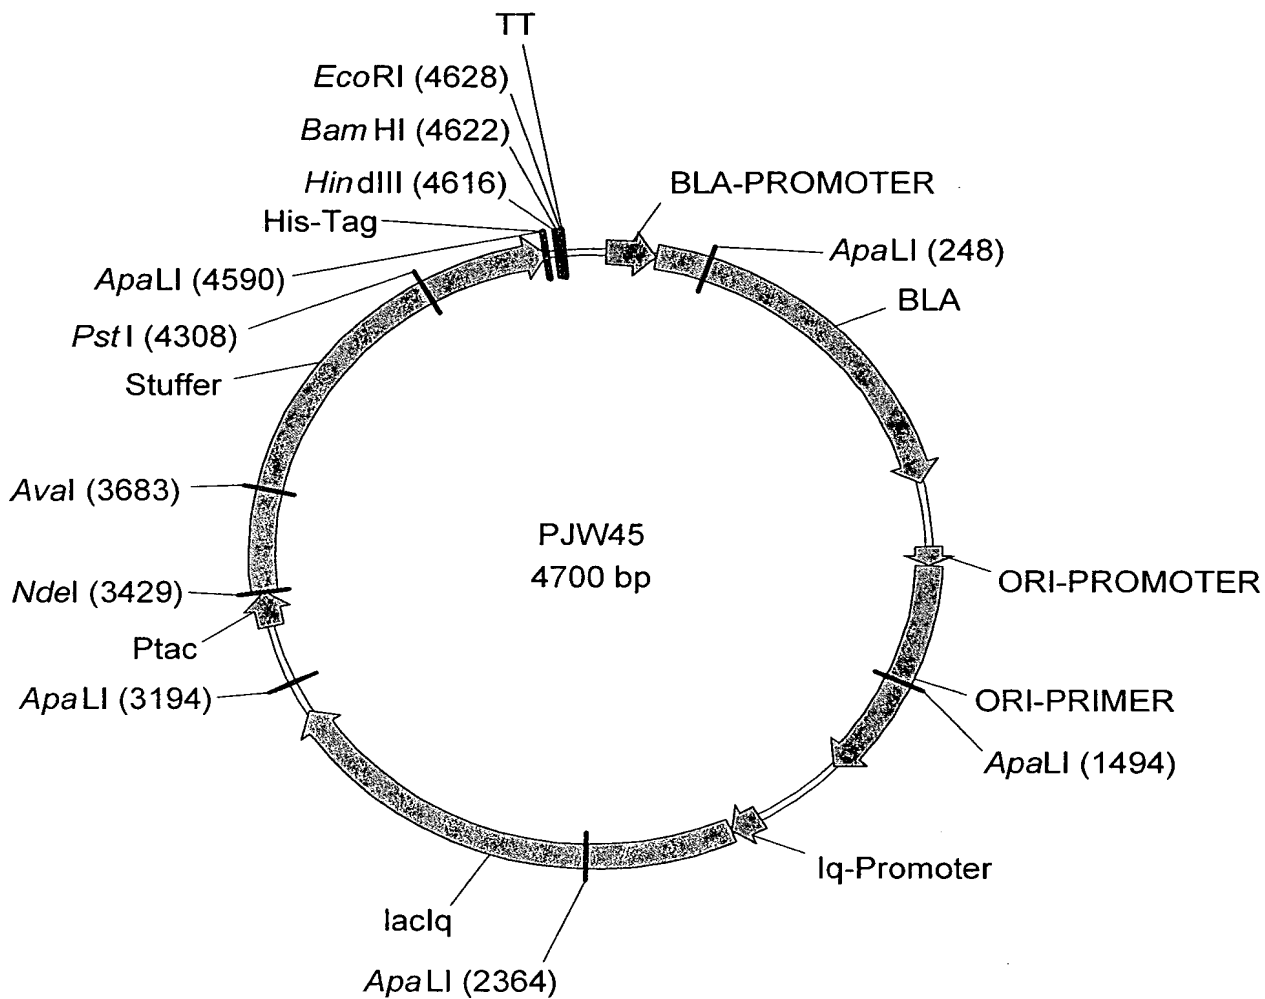 TT
EcoRI (4628)
Bam HI (4622)
HindIII (4616)
His-Tag
ApaLI (4590)
Pst I (4308)
Stuffer
AvaI (3683)
NdeI (3429)
Ptac
ApaLI (3194)
BLA-PROMOTER
ApaLI (248)
BLA
PJW45
4700 bp
ORI-PROMOTER
ORI-PRIMER
ApaLI (1494)
Iq-Promoter
lacIq
ApaLI (2364)